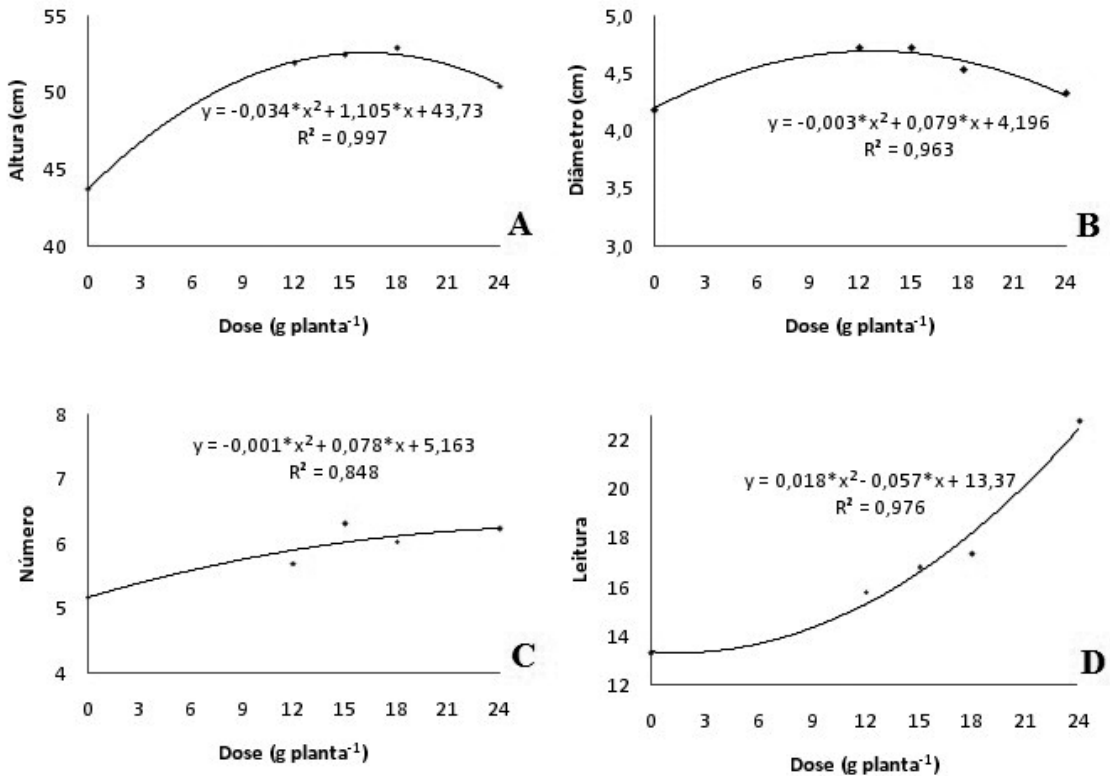 55
50
45
40
Altura (cm)
y = -0,034*x² + 1,105*x + 43,73
R² = 0,997
A
0 3 6 9 12 15 18 21 24
Dose (g planta⁻¹)
5,0
4,5
4,0
3,5
3,0
Diâmetro (cm)
y = -0,003*x² + 0,079*x + 4,196
R² = 0,963
B
0 3 6 9 12 15 18 21 24
Dose (g planta⁻¹)
8
7
6
5
4
Número
y = -0,001*x² + 0,078*x + 5,163
R² = 0,848
C
0 3 6 9 12 15 18 21 24
Dose (g planta⁻¹)
22
20
18
16
14
12
Leitura
y = 0,018*x² - 0,057*x + 13,37
R² = 0,976
D
0 3 6 9 12 15 18 21 24
Dose (g planta⁻¹)